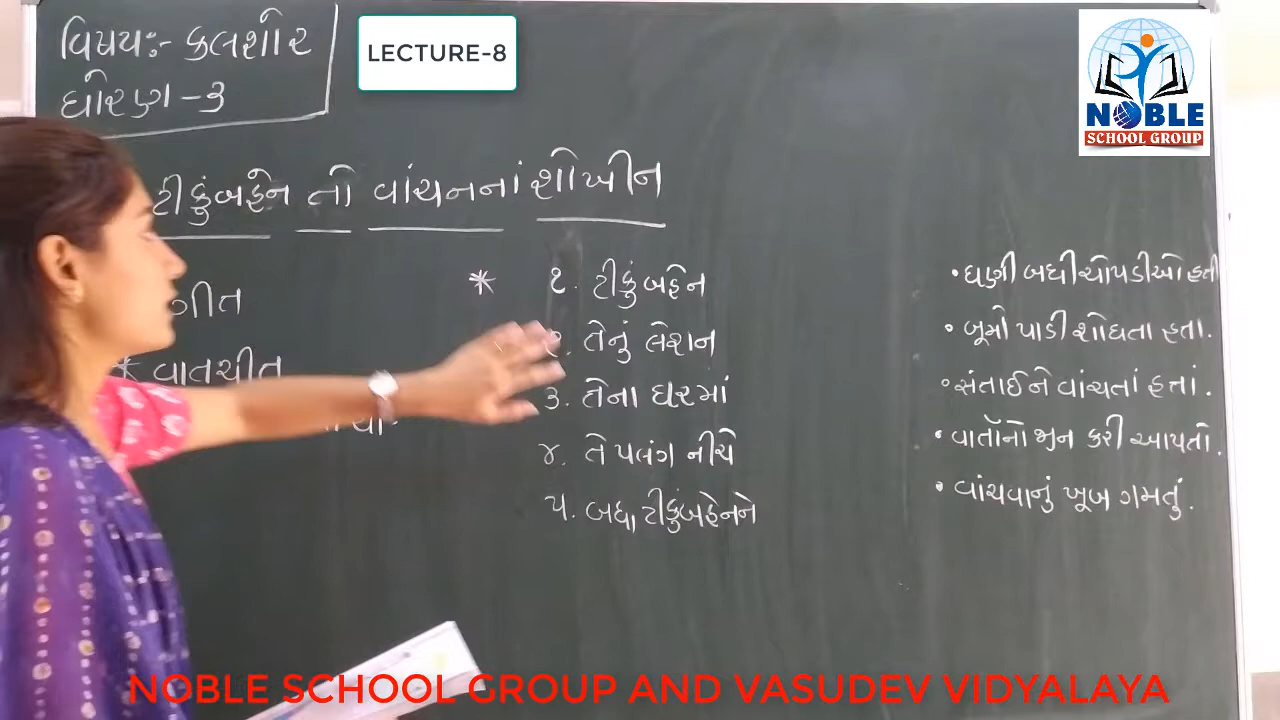 વિષય:- કલશોર
ધોરણ - ૩
LECTURE-8
NOBLE
SCHOOL GROUP
ટીકુંબહેન તો વાંચનનાં શોખીન
ગીત
* વાતચીત
* ૧. ટીકુંબહેન
૨. તેનું લેશન
૩. તેના ઘરમાં
૪. તે પલંગ નીચે
૫. બધા ટીકુંબહેનને
• ઘણી બધી ચોપડીઓ હતી
• બૂમો પાડી શોધતા હતા.
• સંતાઈને વાંચતાં હતાં.
• વાર્તાનો જીન કરી આપતો.
• વાંચવાનું ખૂબ ગમતું.
NOBLE SCHOOL GROUP AND VASUDEV VIDYALAYA